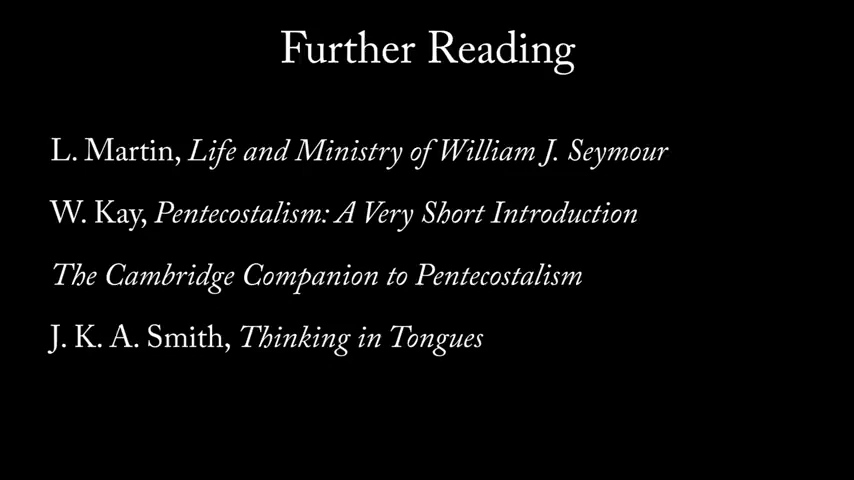 Further Reading
L. Martin, Life and Ministry of William J. Seymour
W. Kay, Pentecostalism: A Very Short Introduction
The Cambridge Companion to Pentecostalism
J. K. A. Smith, Thinking in Tongues